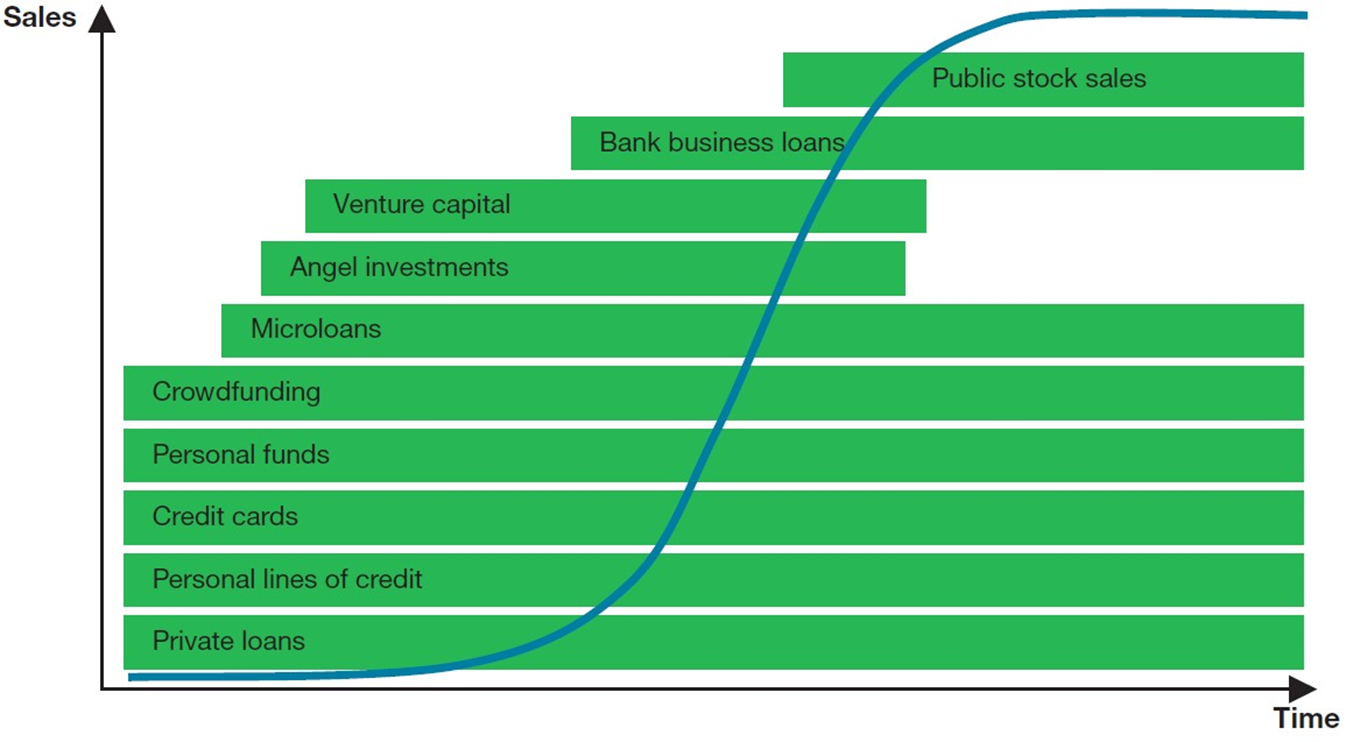 Sales
Public stock sales
Bank business loans
Venture capital
Angel investments
Microloans
Crowdfunding
Personal funds
Credit cards
Personal lines of credit
Private loans
Time